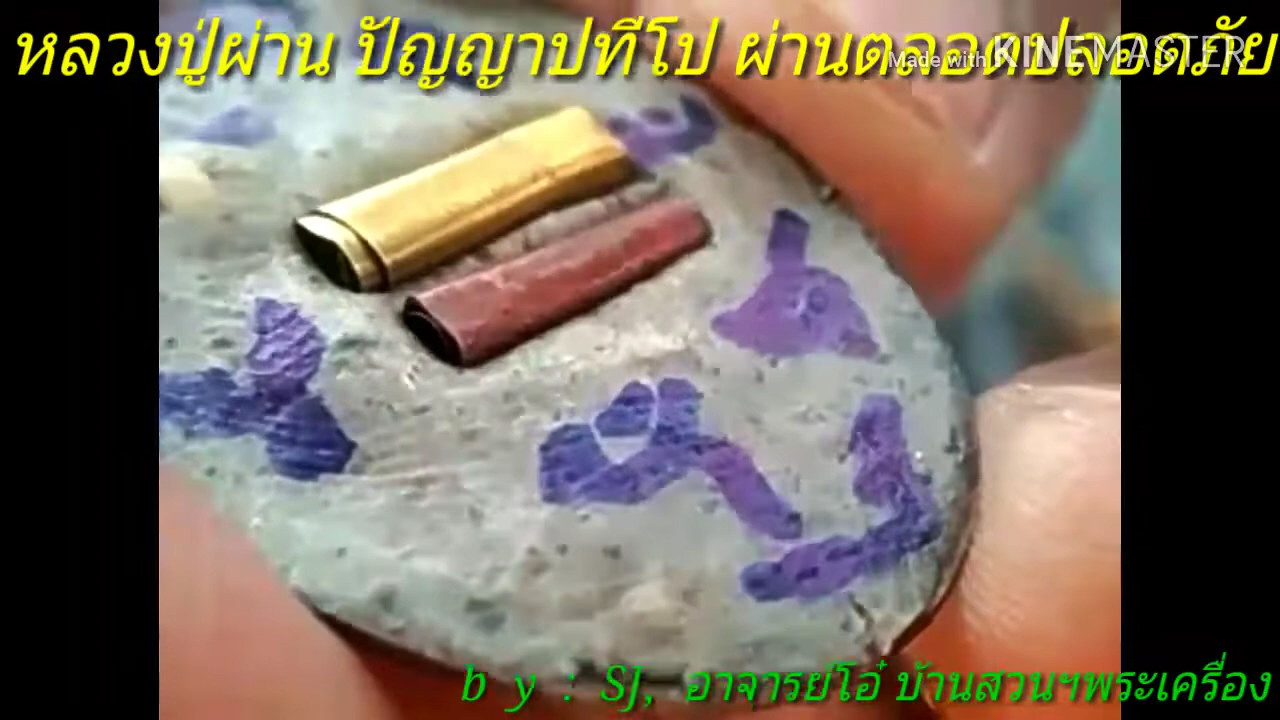 หลวงปู่ผ่าน ปัญญาปทีโป ผ่านตลอดปลอดภัย
Made with KINEMASTER
by : SJ, อาจารย์โอ๋ บ้านสวนฯพระเครื่อง